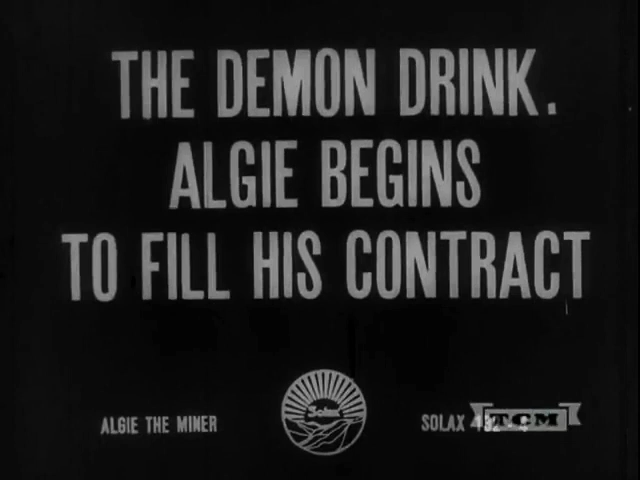 THE DEMON DRINK.
ALGIE BEGINS
TO FILL HIS CONTRACT
Solax
ALGIE THE MINER
SOLAX
TCM